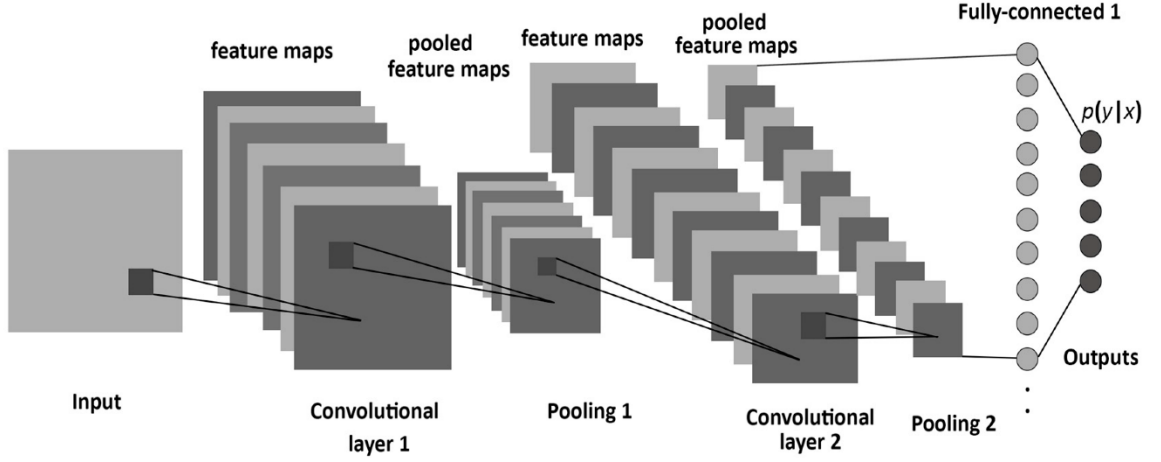 Fully-connected 1
feature maps
pooled
feature maps
feature maps
pooled
feature maps
p(y|x)
Input
Convolutional
layer 1
Pooling 1
Convolutional
layer 2
Pooling 2
Outputs